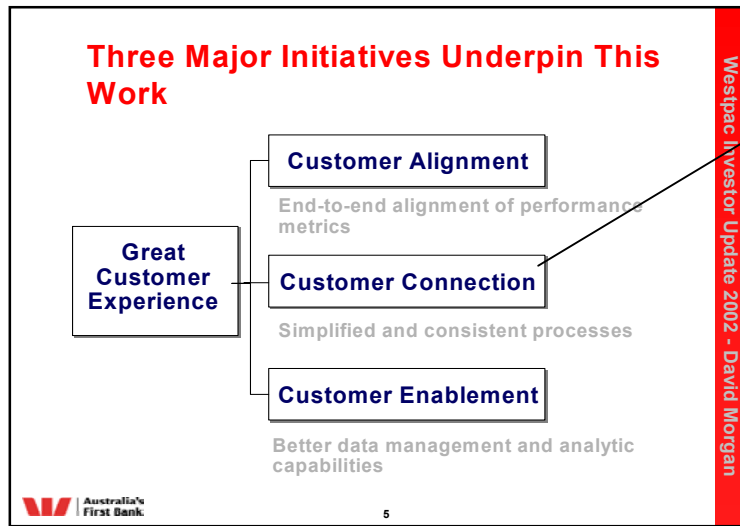 Three Major Initiatives Underpin This
Work
Customer Alignment
End-to-end alignment of performance
metrics
Great
Customer
Experience
Customer Connection
Simplified and consistent processes
Customer Enablement
Better data management and analytic
capabilities
Australia's
First Bank.
5
Westpac Investor Update 2002 - David Morgan